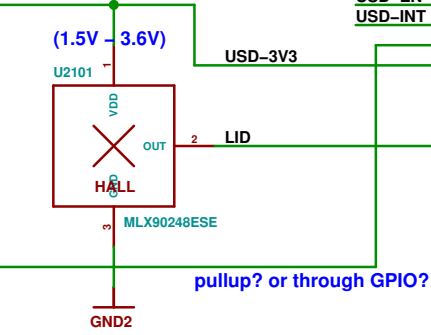 USD-INT
(1.5V - 3.6V)
USD-3V3
U2101
1
VDD
OUT
2
LID
GND
HALL
3
MLX90248ESE
pullup? or through GPIO?
GND2